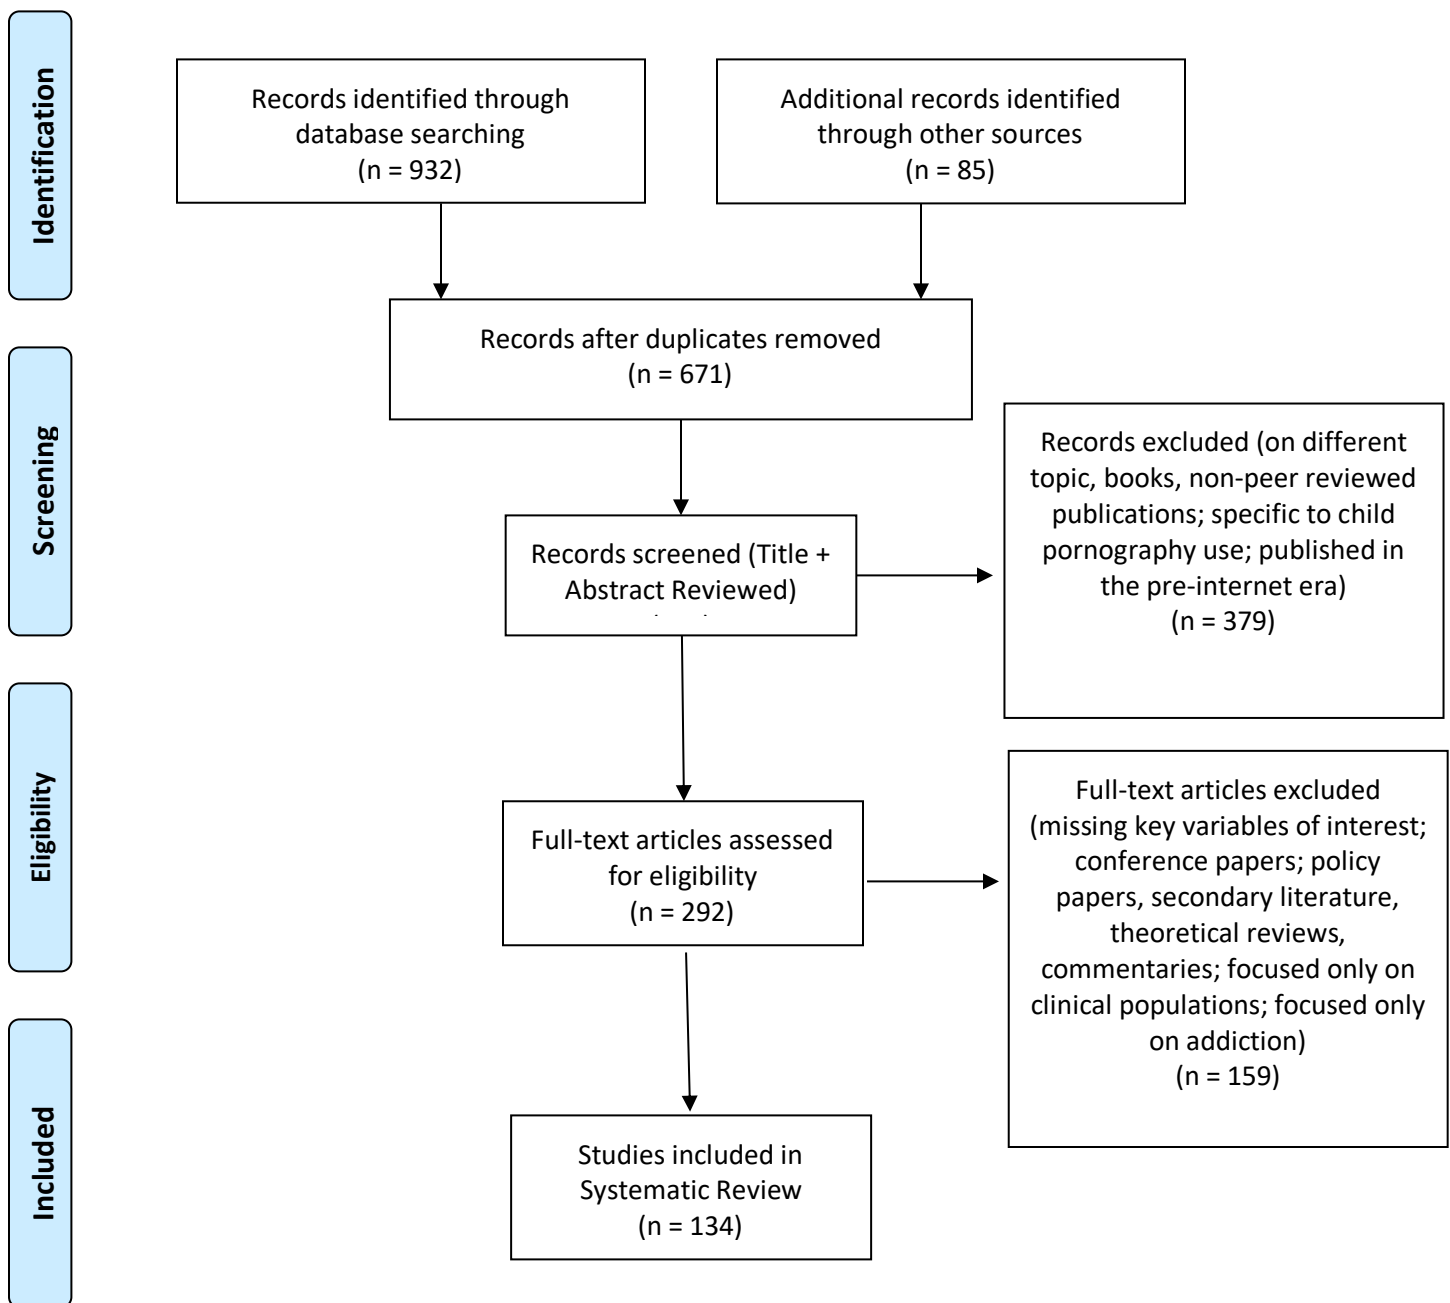 Identification
Records identified through
database searching
(n = 932)
Additional records identified
through other sources
(n = 85)
Records after duplicates removed
(n = 671)
Screening
Records screened (Title +
Abstract Reviewed)
Records excluded (on different
topic, books, non-peer reviewed
publications; specific to child
pornography use; published in
the pre-internet era)
(n = 379)
Eligibility
Full-text articles assessed
for eligibility
(n = 292)
Full-text articles excluded
(missing key variables of interest;
conference papers; policy
papers, secondary literature,
theoretical reviews,
commentaries; focused only on
clinical populations; focused only
on addiction)
(n = 159)
Included
Studies included in
Systematic Review
(n = 134)